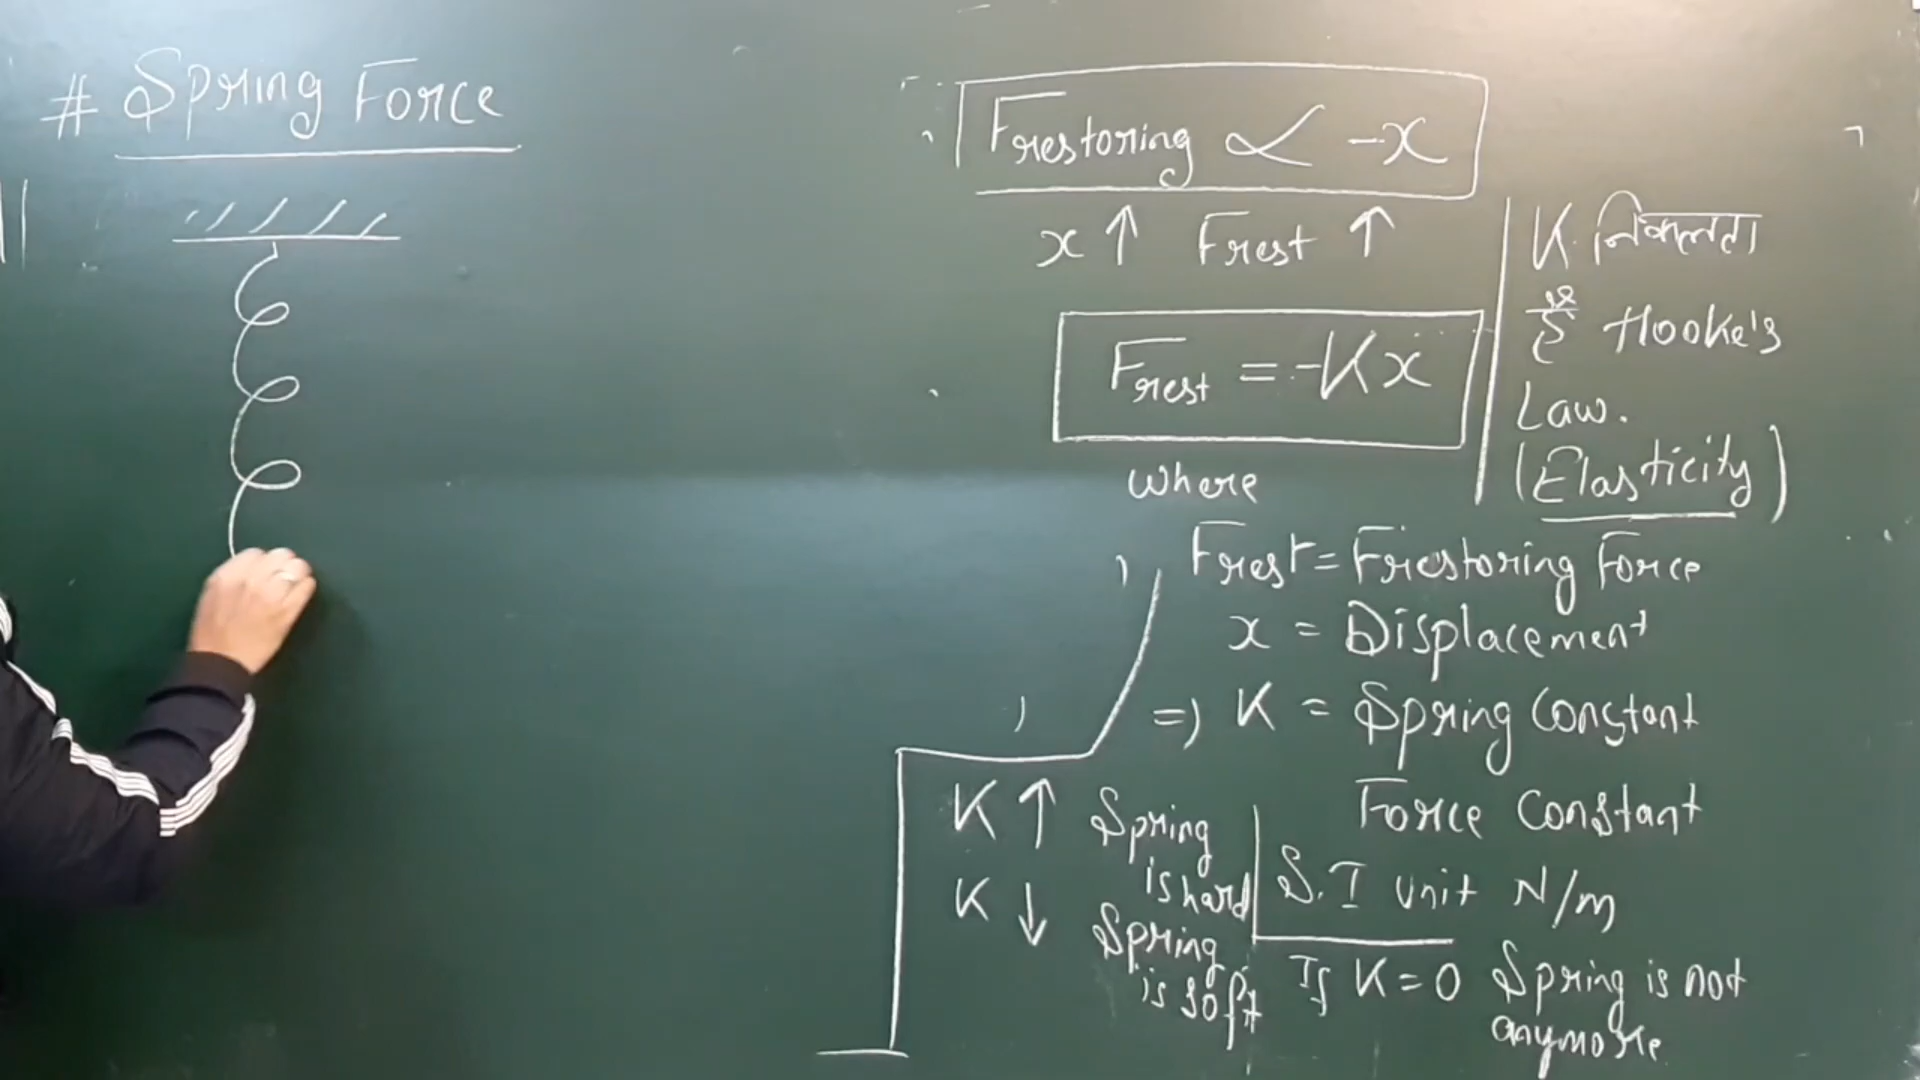 # Spring Force
Frestoring ∝ -x
x ↑ Frest ↑
Frest = -Kx
where
K निकलता
है Hooke's
Law.
(Elasticity)
Frest = Frestoring Force
x = Displacement
=) K = Spring Constant
Force Constant
S.I unit N/m
If K = 0 Spring is not
anymore
K ↑ Spring
is hard
K ↓ Spring
is soft